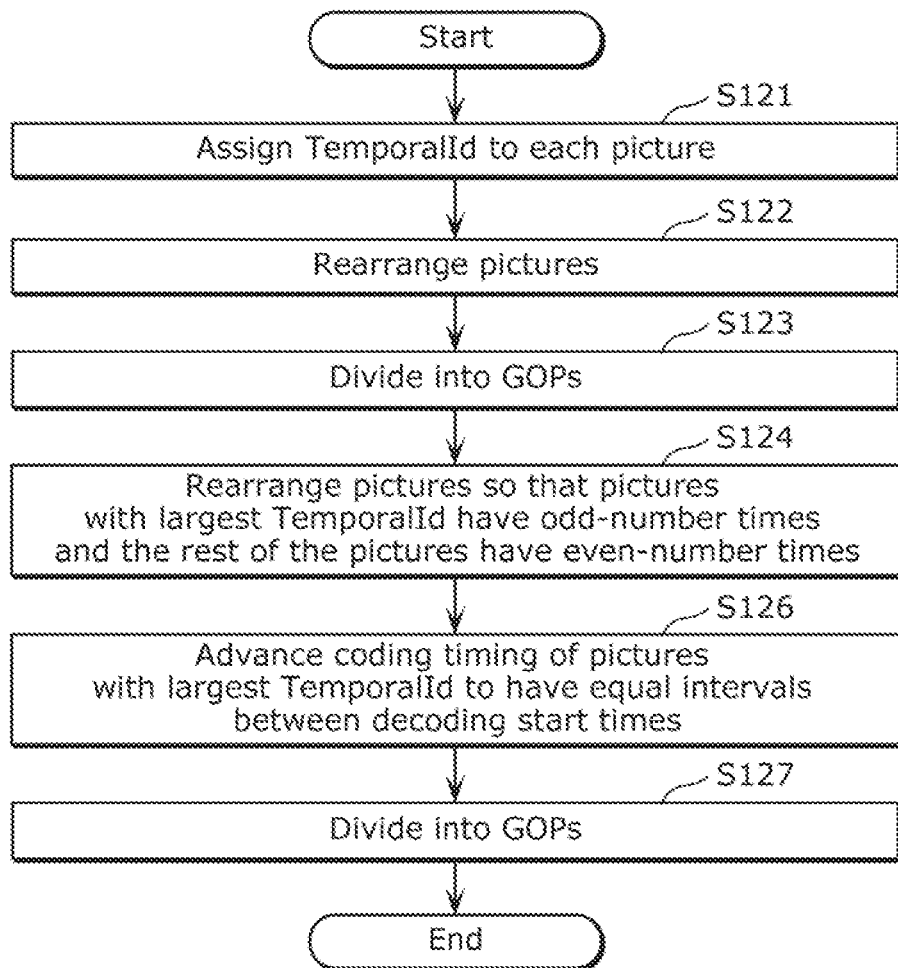 Start
S121
Assign TemporalId to each picture
S122
Rearrange pictures
S123
Divide into GOPs
S124
Rearrange pictures so that pictures
with largest TemporalId have odd-number times
and the rest of the pictures have even-number times
S126
Advance coding timing of pictures
with largest TemporalId to have equal intervals
between decoding start times
S127
Divide into GOPs
End